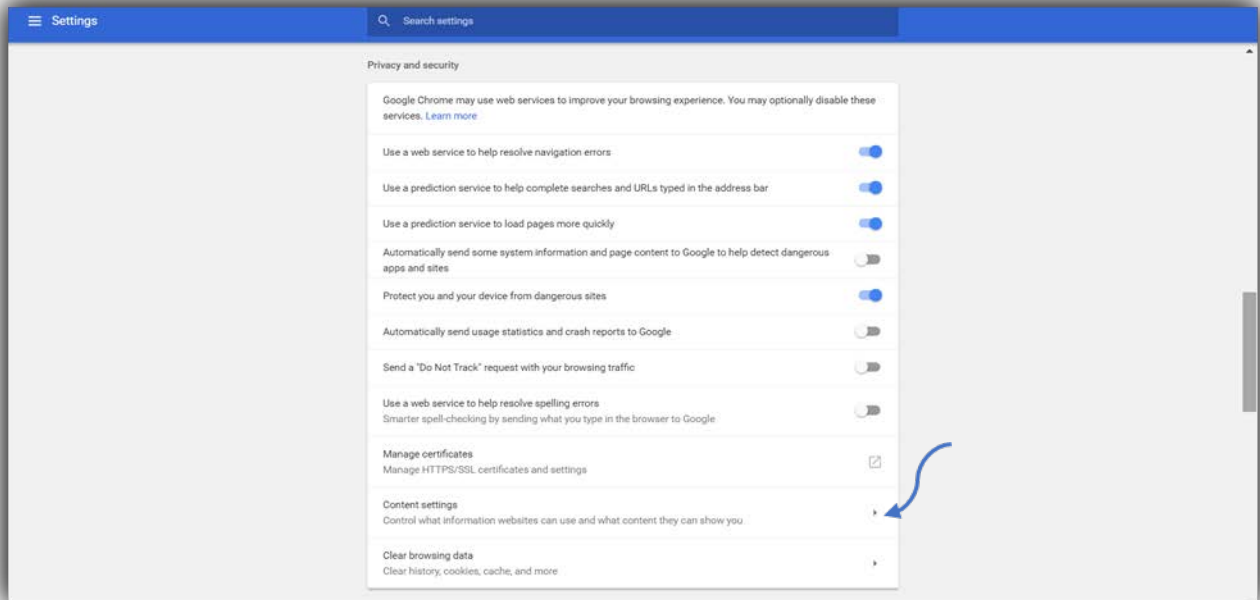 Settings
Search settings
Privacy and security
Google Chrome may use web services to improve your browsing experience. You may optionally disable these
services. Learn more
Use a web service to help resolve navigation errors
Use a prediction service to help complete searches and URLs typed in the address bar
Use a prediction service to load pages more quickly
Automatically send some system information and page content to Google to help detect dangerous
apps and sites
Protect you and your device from dangerous sites
Automatically send usage statistics and crash reports to Google
Send a "Do Not Track" request with your browsing traffic
Use a web service to help resolve spelling errors
Smarter spell-checking by sending what you type in the browser to Google
Manage certificates
Manage HTTPS/SSL certificates and settings
Content settings
Control what information websites can use and what content they can show you
Clear browsing data
Clear history, cookies, cache, and more